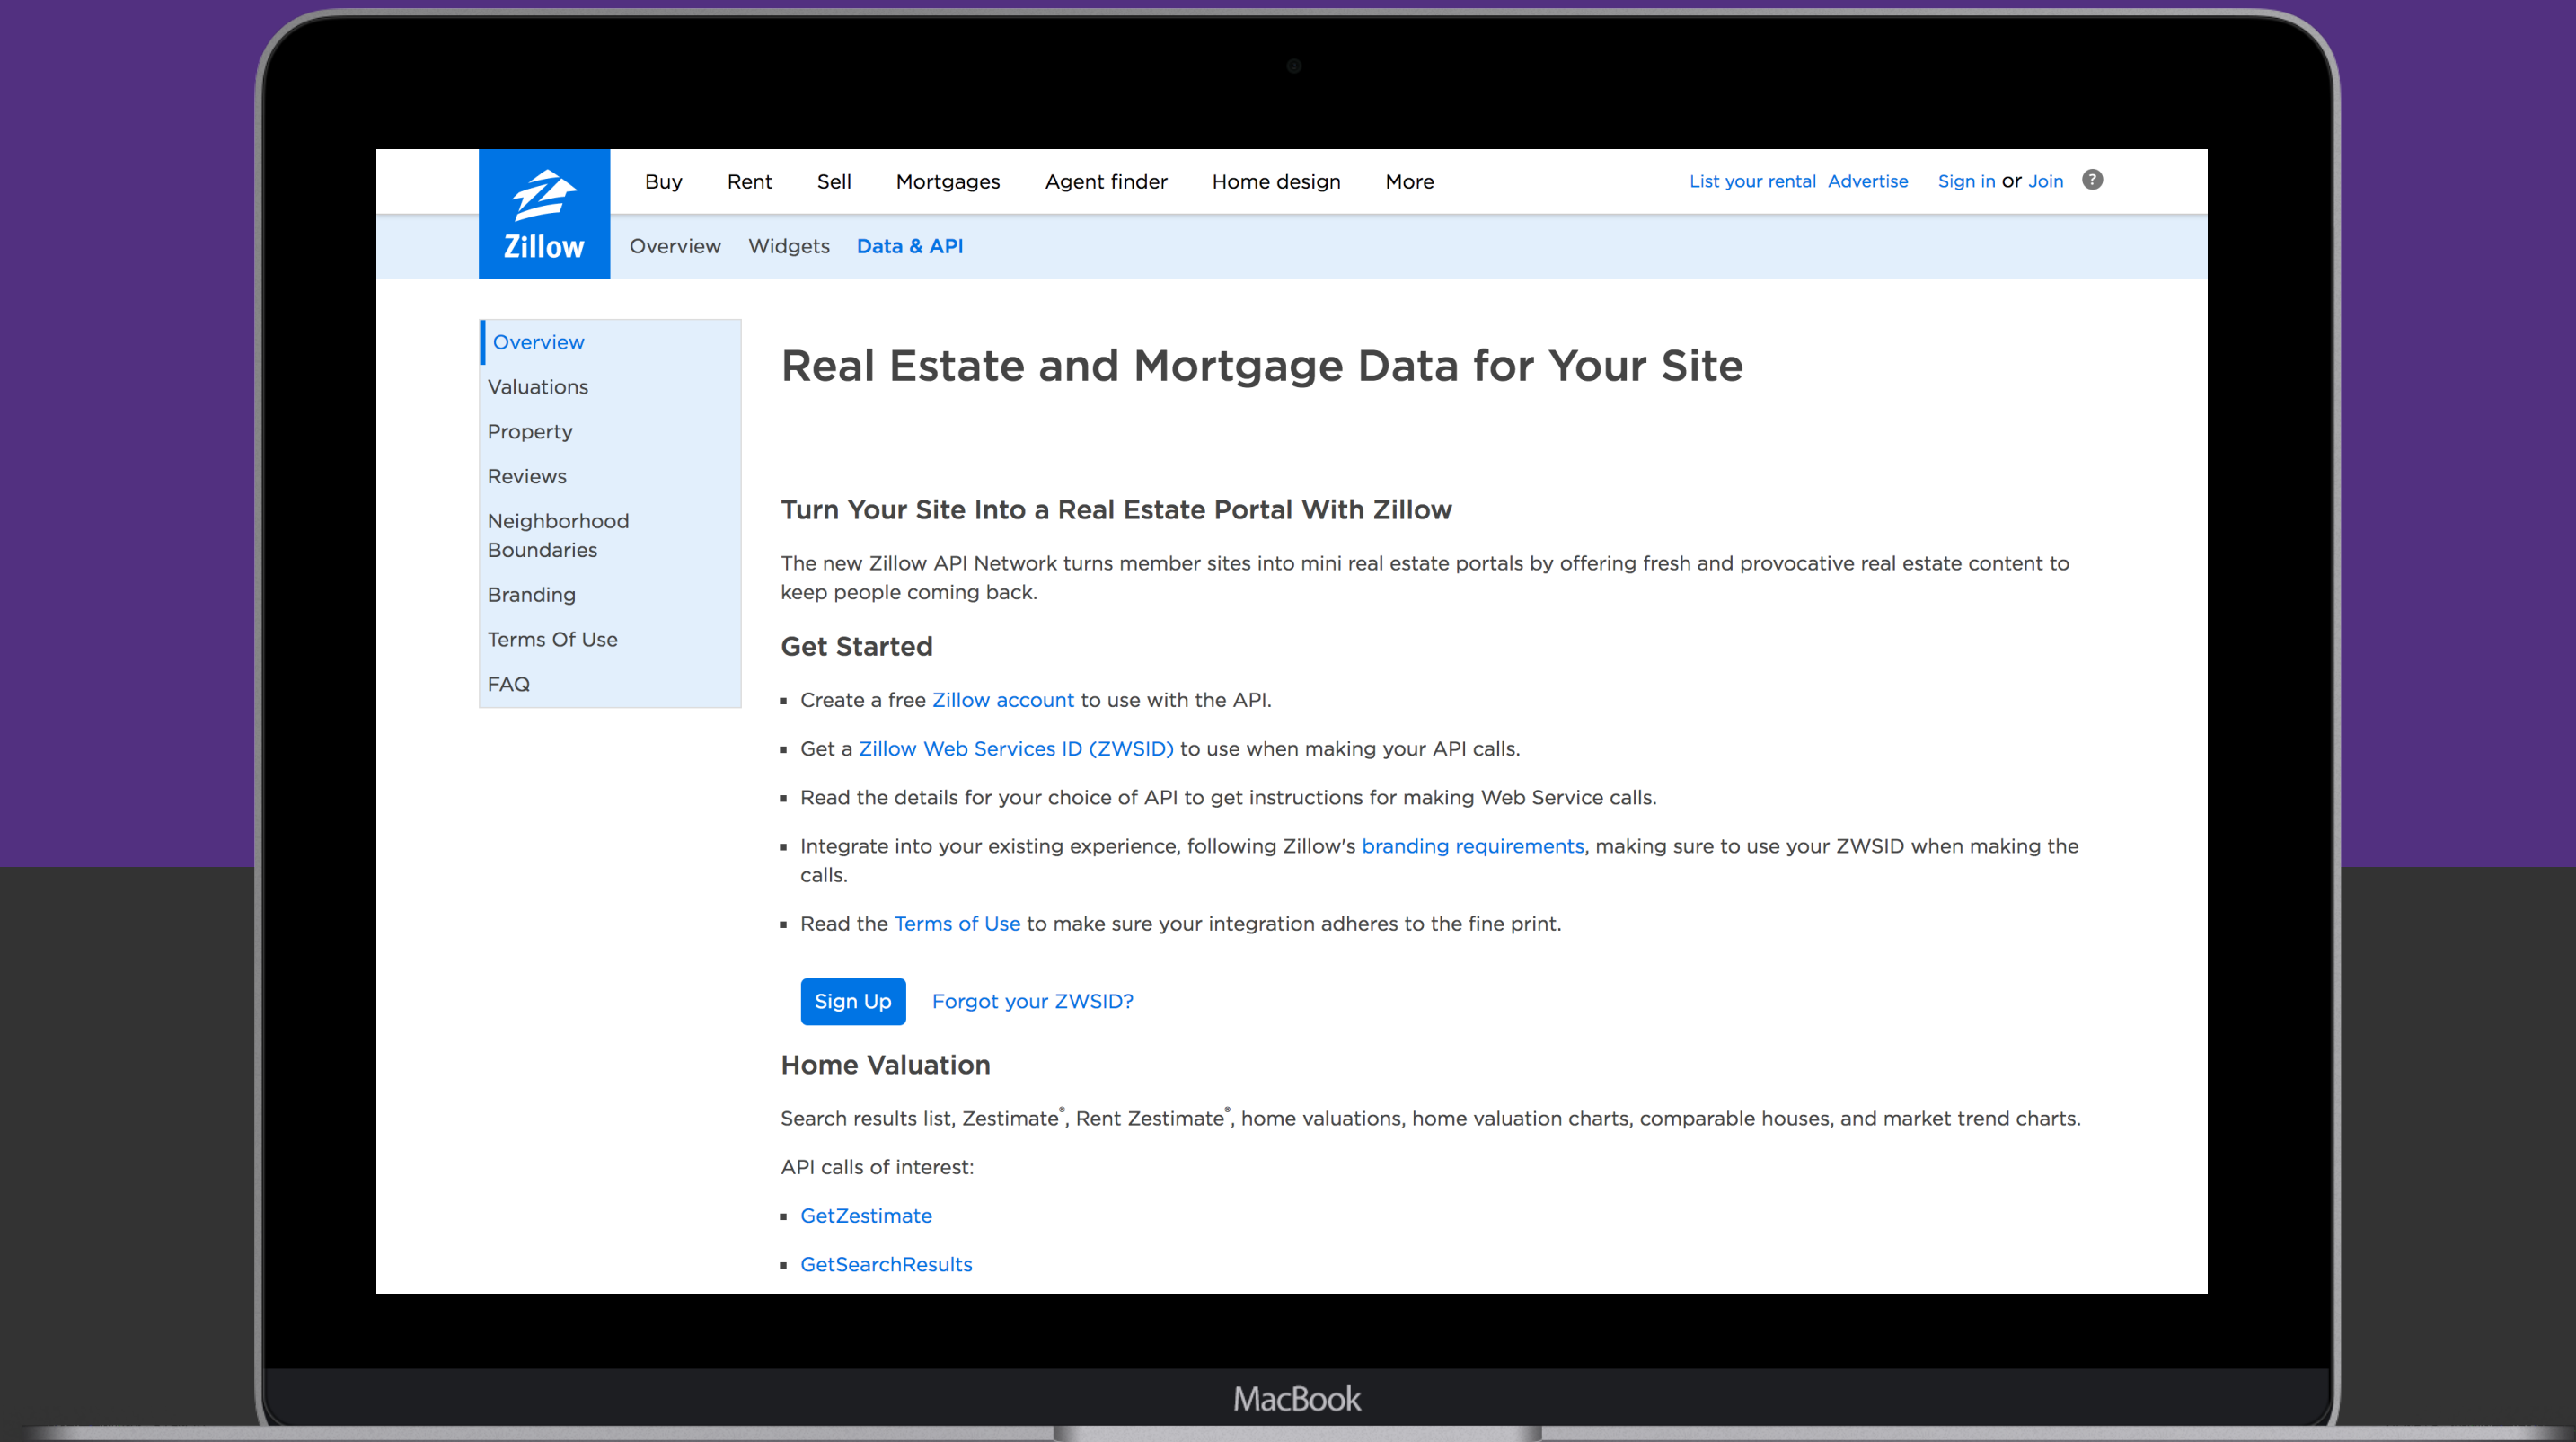 Buy Rent Sell Mortgages Agent finder Home design More List your rental Advertise Sign in or Join ?
Zillow
Overview Widgets Data & API
Overview
Valuations
Property
Reviews
Neighborhood
Boundaries
Branding
Terms Of Use
FAQ
Real Estate and Mortgage Data for Your Site
Turn Your Site Into a Real Estate Portal With Zillow
The new Zillow API Network turns member sites into mini real estate portals by offering fresh and provocative real estate content to
keep people coming back.
Get Started
▪ Create a free Zillow account to use with the API.
▪ Get a Zillow Web Services ID (ZWSID) to use when making your API calls.
▪ Read the details for your choice of API to get instructions for making Web Service calls.
▪ Integrate into your existing experience, following Zillow's branding requirements, making sure to use your ZWSID when making the
calls.
▪ Read the Terms of Use to make sure your integration adheres to the fine print.
Sign Up Forgot your ZWSID?
Home Valuation
Search results list, Zestimate®, Rent Zestimate®, home valuations, home valuation charts, comparable houses, and market trend charts.
API calls of interest:
▪ GetZestimate
▪ GetSearchResults
MacBook